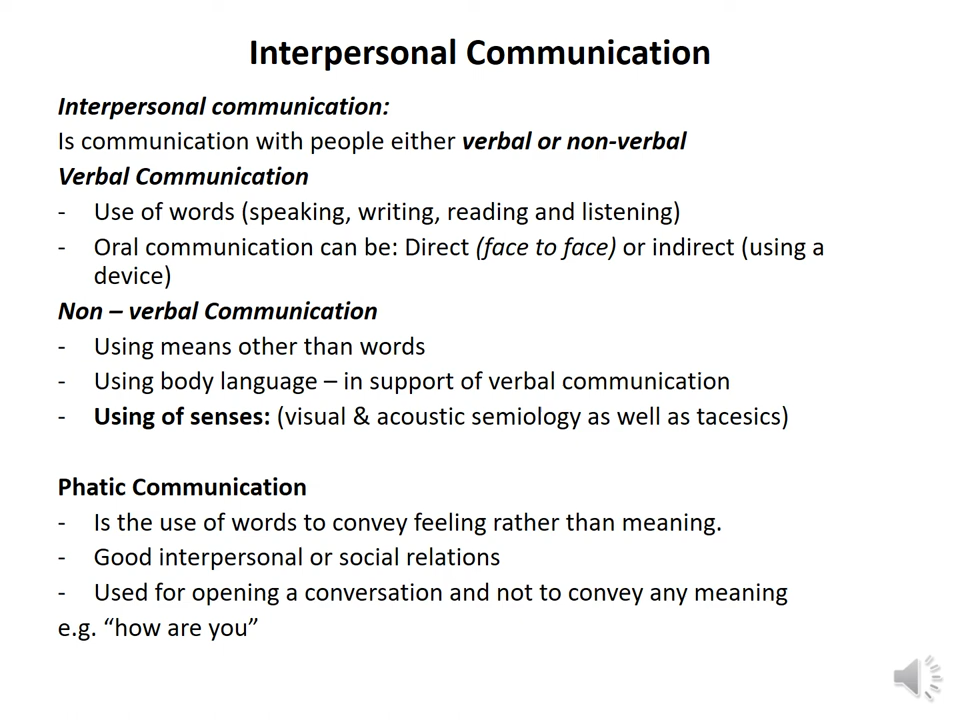 Interpersonal Communication
Interpersonal communication:
Is communication with people either verbal or non-verbal
Verbal Communication
- Use of words (speaking, writing, reading and listening)
- Oral communication can be: Direct (face to face) or indirect (using a
device)
Non – verbal Communication
- Using means other than words
- Using body language – in support of verbal communication
- Using of senses: (visual & acoustic semiology as well as tacesics)
Phatic Communication
- Is the use of words to convey feeling rather than meaning.
- Good interpersonal or social relations
- Used for opening a conversation and not to convey any meaning
e.g. “how are you”